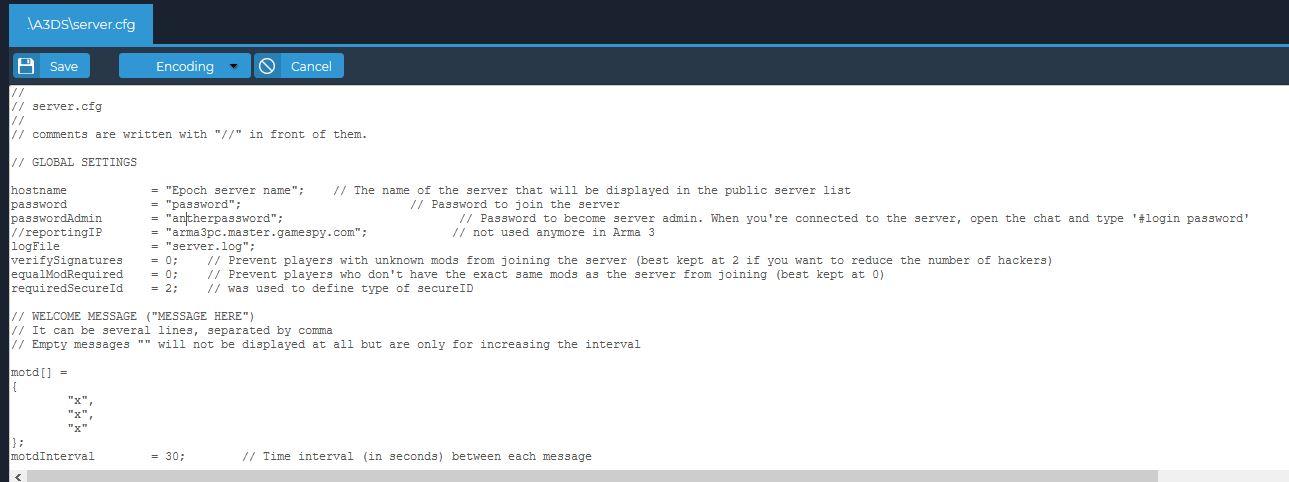 .\A3DS\server.cfg
Save Encoding Cancel
//
// server.cfg
//
// comments are written with "//" in front of them.
// GLOBAL SETTINGS
hostname = "Epoch server name"; // The name of the server that will be displayed in the public server list
password = "password"; // Password to join the server
passwordAdmin = "antherpassword"; // Password to become server admin. When you're connected to the server, open the chat and type '#login password'
//reportingIP = "arma3pc.master.gamespy.com"; // not used anymore in Arma 3
logFile = "server.log";
verifySignatures = 0; // Prevent players with unknown mods from joining the server (best kept at 2 if you want to reduce the number of hackers)
equalModRequired = 0; // Prevent players who don't have the exact same mods as the server from joining (best kept at 0)
requiredSecureId = 2; // was used to define type of secureID
// WELCOME MESSAGE ("MESSAGE HERE")
// It can be several lines, separated by comma
// Empty messages "" will not be displayed at all but are only for increasing the interval
motd[] =
{
"x",
"x",
"x"
};
motdInterval = 30; // Time interval (in seconds) between each message